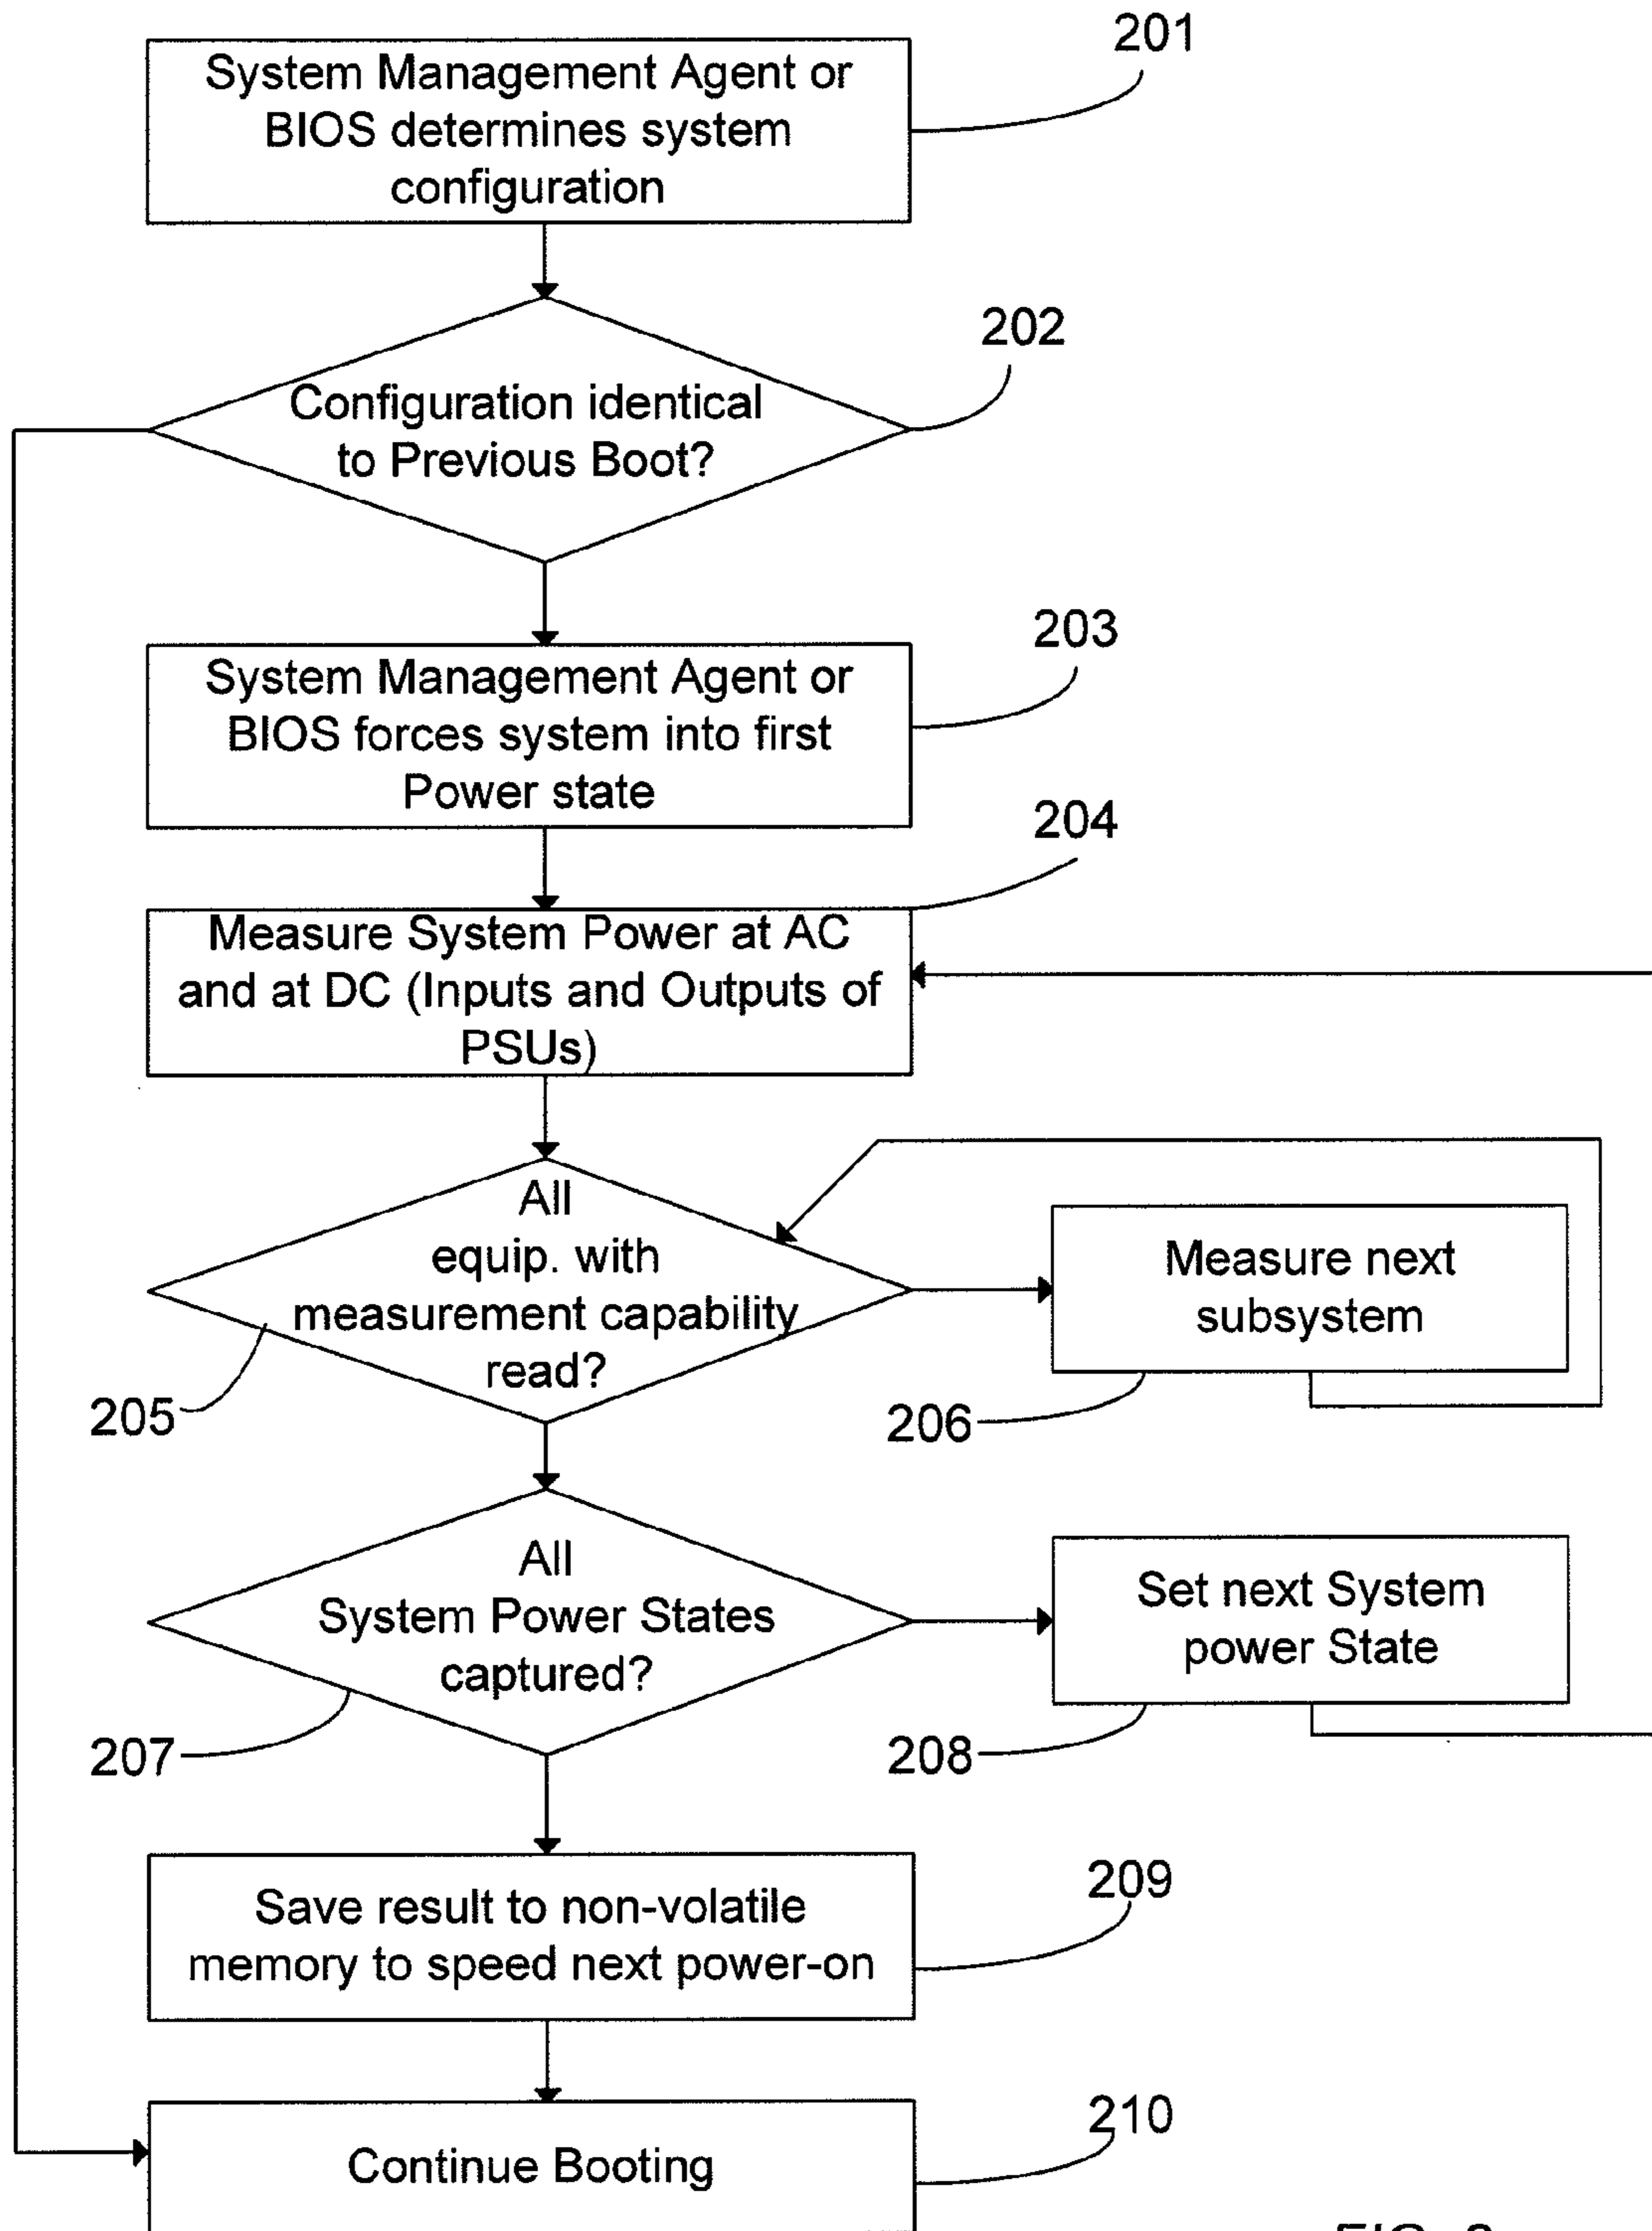 201
System Management Agent or
BIOS determines system
configuration
202
Configuration identical
to Previous Boot?
203
System Management Agent or
BIOS forces system into first
Power state
204
Measure System Power at AC
and at DC (Inputs and Outputs of
PSUs)
All
equip. with
measurement capability
read?
205
Measure next
subsystem
206
All
System Power States
captured?
207
Set next System
power State
208
Save result to non-volatile
memory to speed next power-on
209
210
Continue Booting